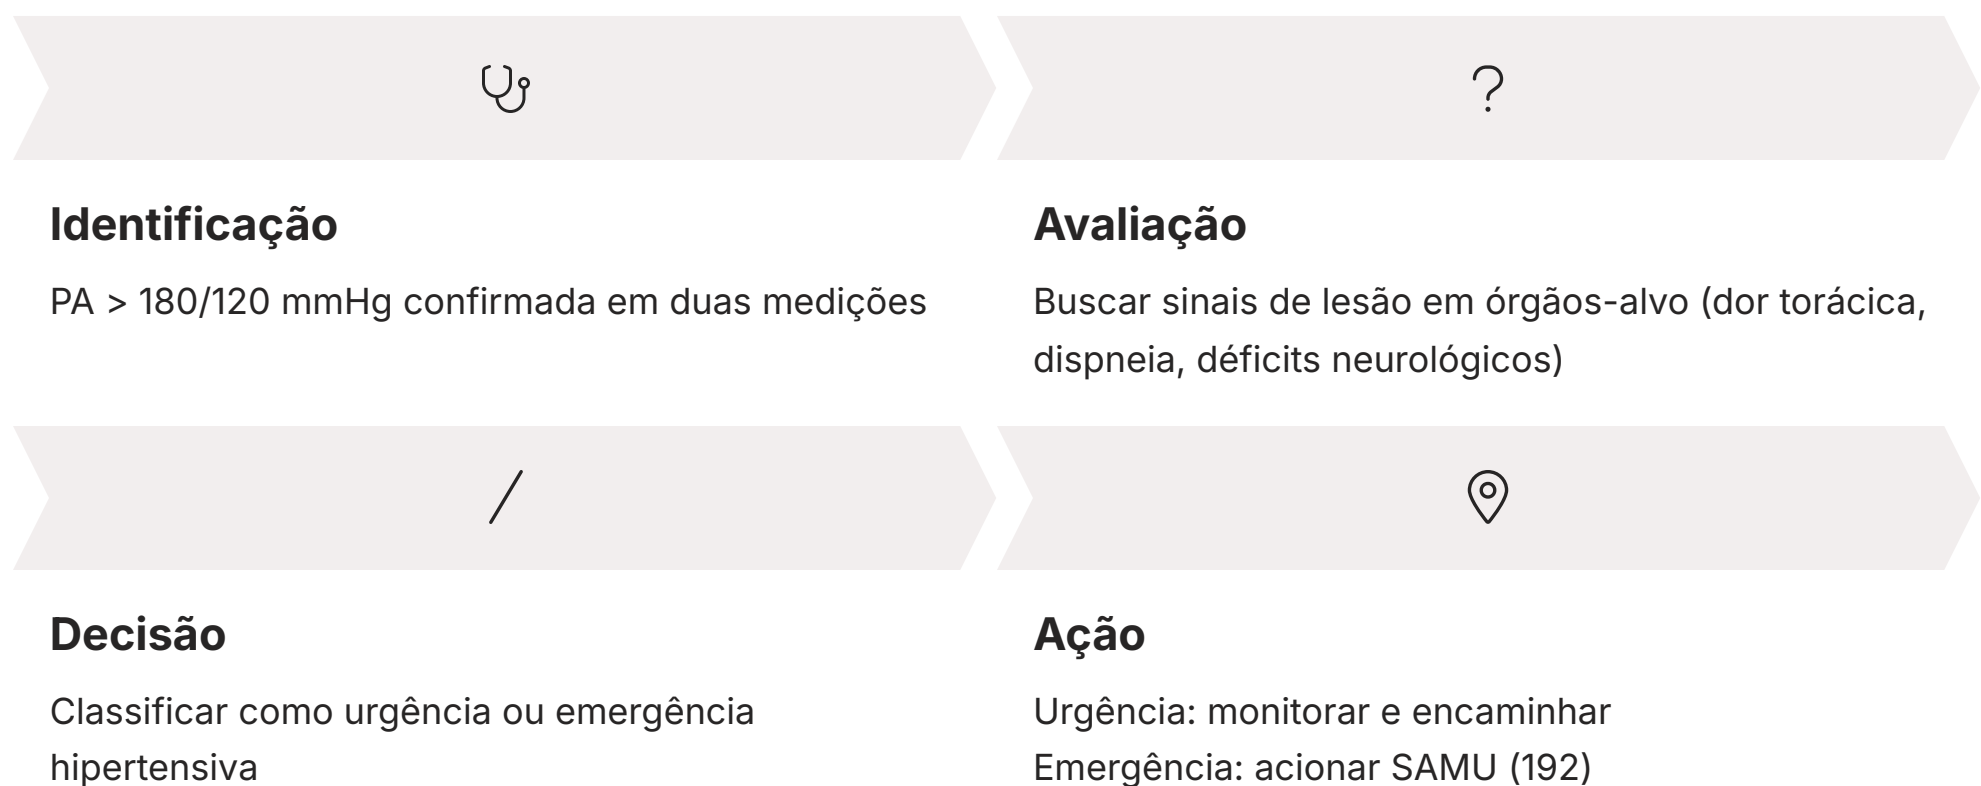 Identificação
PA > 180/120 mmHg confirmada em duas medições
Avaliação
Buscar sinais de lesão em órgãos-alvo (dor torácica,
dispneia, déficits neurológicos)
Decisão
Classificar como urgência ou emergência
hipertensiva
Ação
Urgência: monitorar e encaminhar
Emergência: acionar SAMU (192)